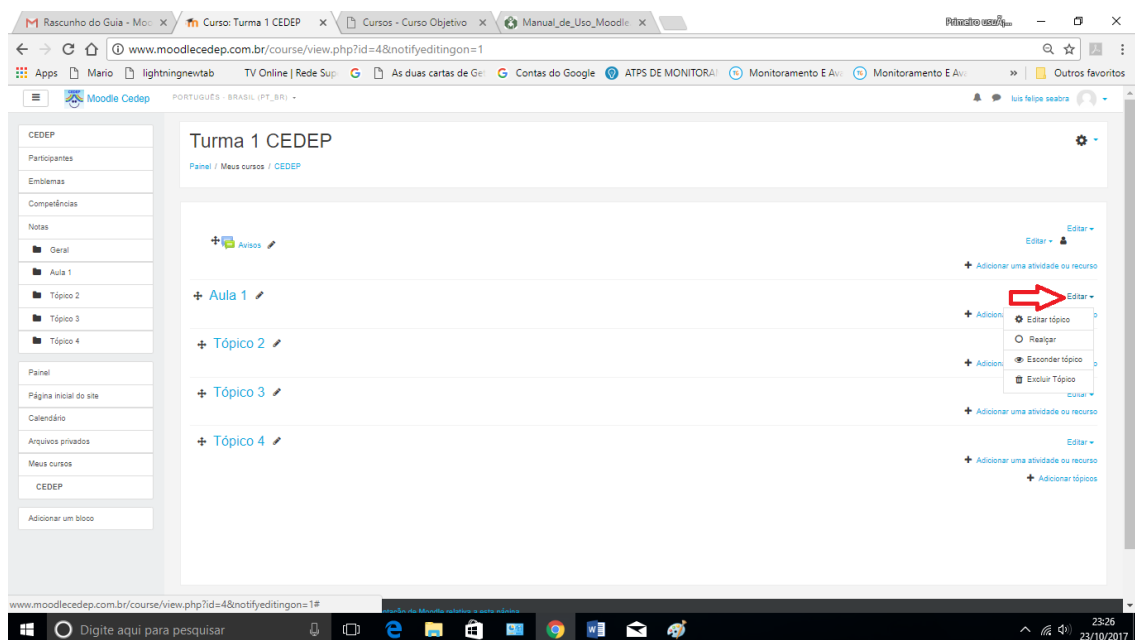 Rascunho do Guia - Moo
Curso: Turma 1 CEDEP
Cursos - Curso Objetivo
Manual_de_Uso_Moodle
www.moodlecedep.com.br/course/view.php?id=4&notifyeditingon=1
Apps
Mario
lightningnewtab
TV Online | Rede Sup
As duas cartas de Ge
Contas do Google
ATPS DE MONITORA
Monitoramento E Ava
Monitoramento E Ava
»
Outros favoritos
Moodle Cedep
PORTUGUÊS - BRASIL (PT_BR)
luis felipe seabra
CEDEP
Participantes
Emblemas
Competências
Notas
Geral
Aula 1
Tópico 2
Tópico 3
Tópico 4
Painel
Página inicial do site
Calendário
Arquivos privados
Meus cursos
CEDEP
Adicionar um bloco
Turma 1 CEDEP
Painel / Meus cursos / CEDEP
Editar
Avisos
Editar
Adicionar uma atividade ou recurso
Aula 1
Editar
Adicion
Editar tópico
Realçar
Esconder tópico
Excluir Tópico
Tópico 2
Adicion
Tópico 3
Editar
Adicionar uma atividade ou recurso
Tópico 4
Editar
Adicionar uma atividade ou recurso
Adicionar tópicos
www.moodlecedep.com.br/course/view.php?id=4&notifyeditingon=1#
Digite aqui para pesquisar
23:26
23/10/2017